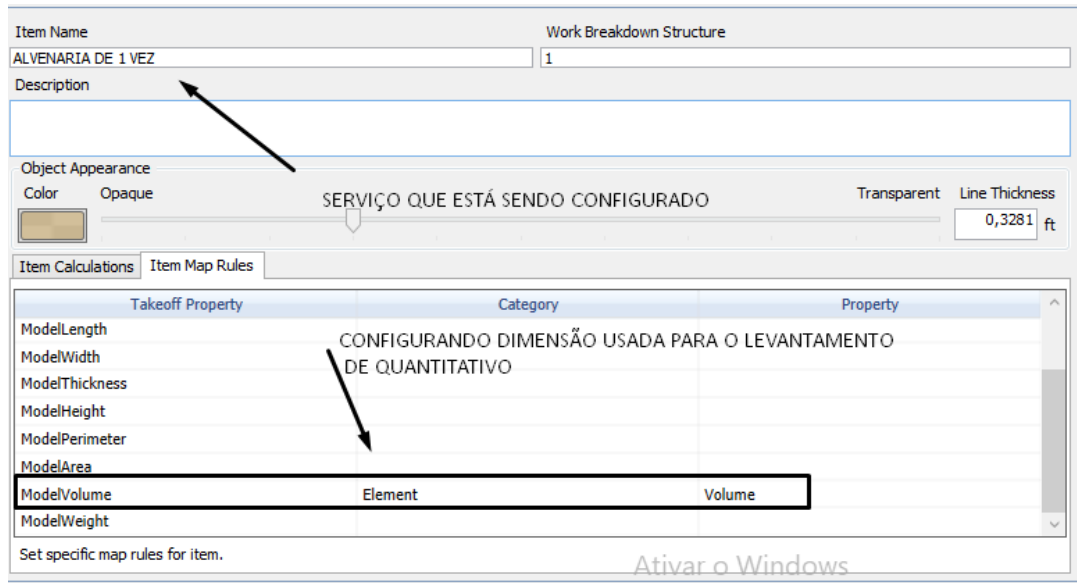 Item Name Work Breakdown Structure
ALVENARIA DE 1 VEZ 1
Description
Object Appearance
Color Opaque Transparent Line Thickness
SERVIÇO QUE ESTÁ SENDO CONFIGURADO
0,3281 ft
Item Calculations Item Map Rules
Takeoff Property Category Property
ModelLength
CONFIGURANDO DIMENSÃO USADA PARA O LEVANTAMENTO
DE QUANTITATIVO
ModelWidth
ModelThickness
ModelHeight
ModelPerimeter
ModelArea
ModelVolume Element Volume
ModelWeight
Set specific map rules for item.
Ativar o Windows